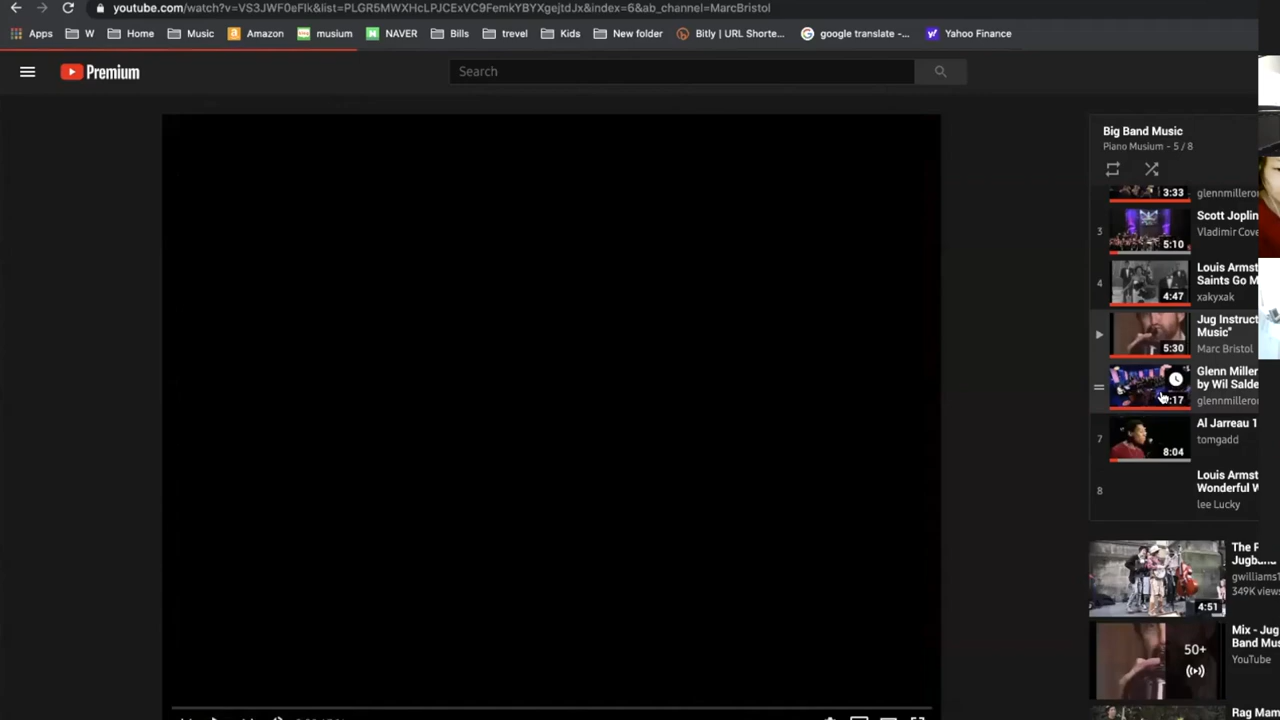 youtube.com/watch?v=VS3JWF0eFIk&list=PLGR5MWXHcLPJCExVC9FemkYBYXgejtdJx&index=6&ab_channel=MarcBristol
Apps W Home Music Amazon musium NAVER Bills trevel Kids New folder Bitly | URL Shorte... google translate -... Yahoo Finance
Premium
Search
Big Band Music
Piano Musium - 5 / 8
3:33
glennmillero
3
Scott Joplin
Vladimir Cove
5:10
4
Louis Armst
Saints Go M
xakyxak
4:47
Jug Instruct
Music"
Marc Bristol
5:30
Glenn Miller
by Wil Salde
glennmillero
:17
7
Al Jarreau 1
tomgadd
8:04
8
Louis Armst
Wonderful W
lee Lucky
The F
Jugba
gwilliams1
349K views
4:51
Mix - Jug
Band Mus
YouTube
50+
Rag Mam